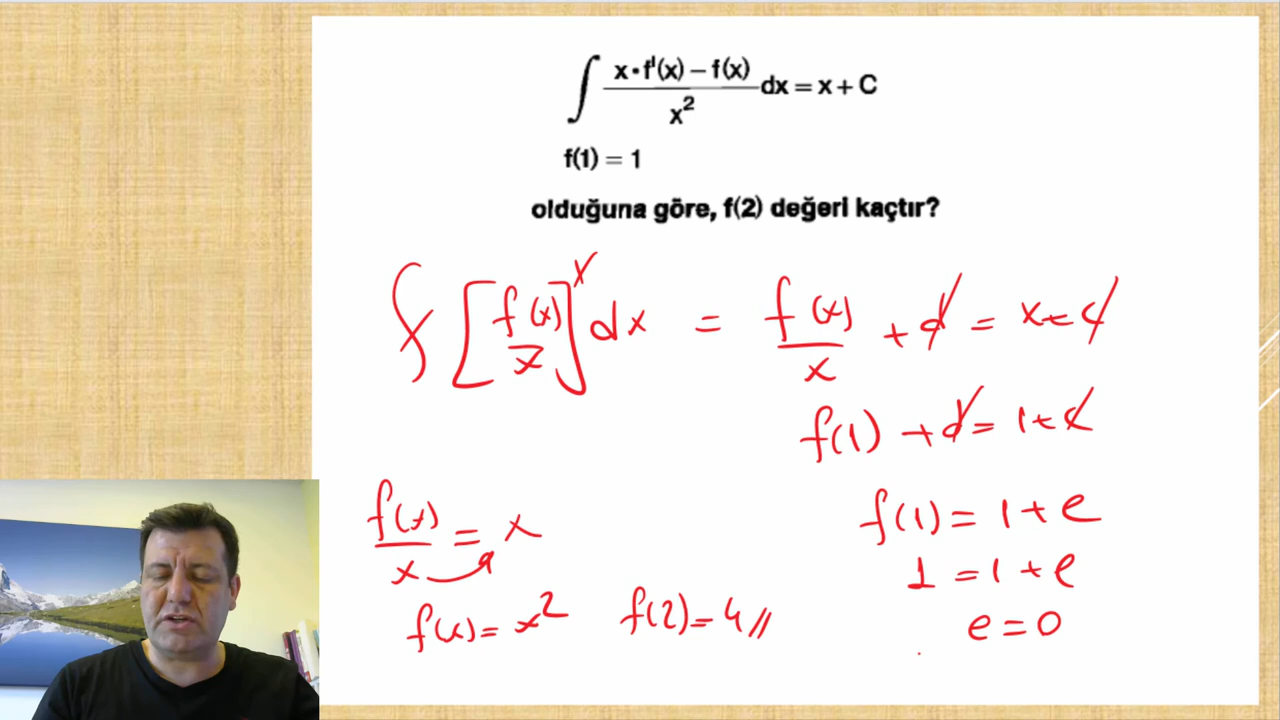 ∫ x•f'(x) – f(x) / x² dx = x + C
f(1) = 1
olduğuna göre, f(2) değeri kaçtır?
∫ [f(x)/x]' dx = f(x)/x + d = x + c
f(1) + d = 1 + c
f(x)/x = x
f(1) = 1 + e
1 = 1 + e
f(x) = x² f(2) = 4 //
e = 0